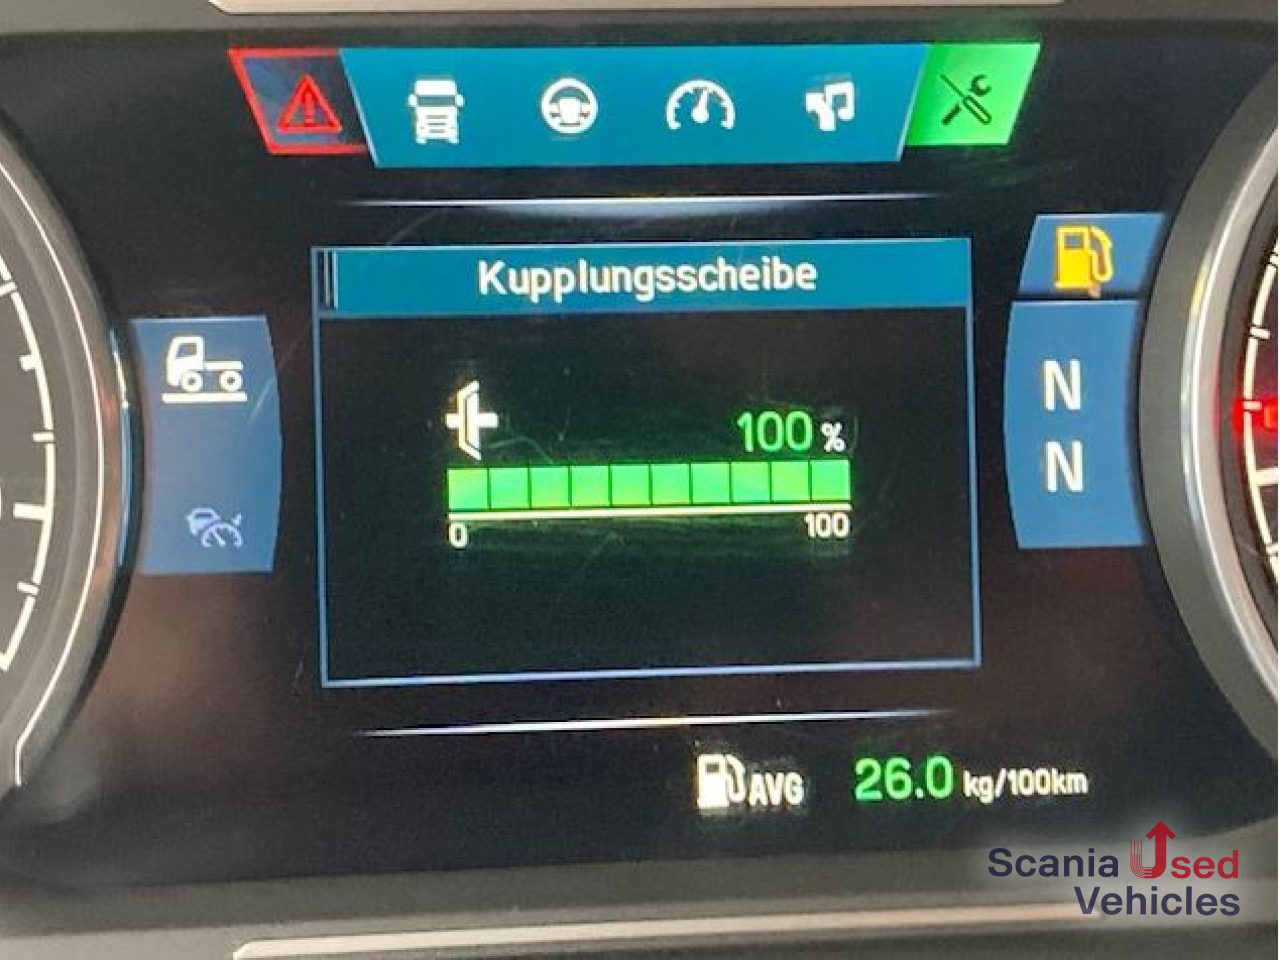 Kupplungsscheibe
100 %
0 100
N
N
AVG 26.0 kg/100km
Scania Used
Vehicles